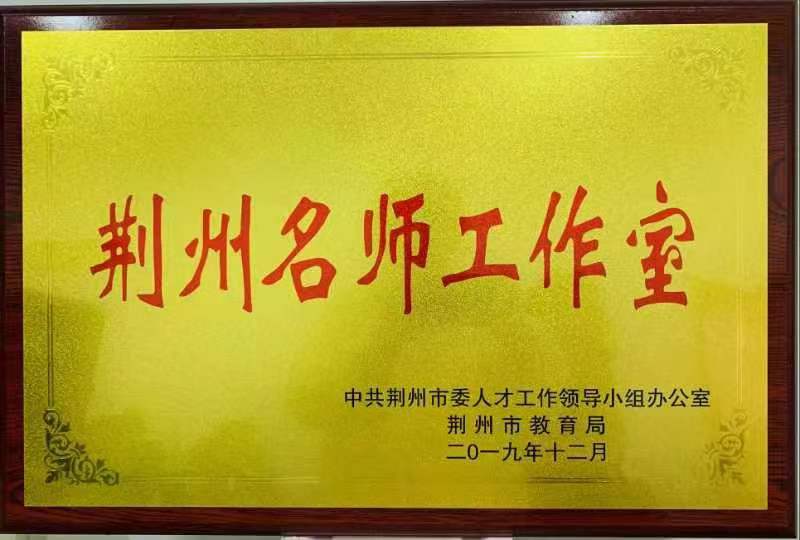 荆州名师工作室
中共荆州市委人才工作领导小组办公室
荆州市教育局
二0一九年十二月